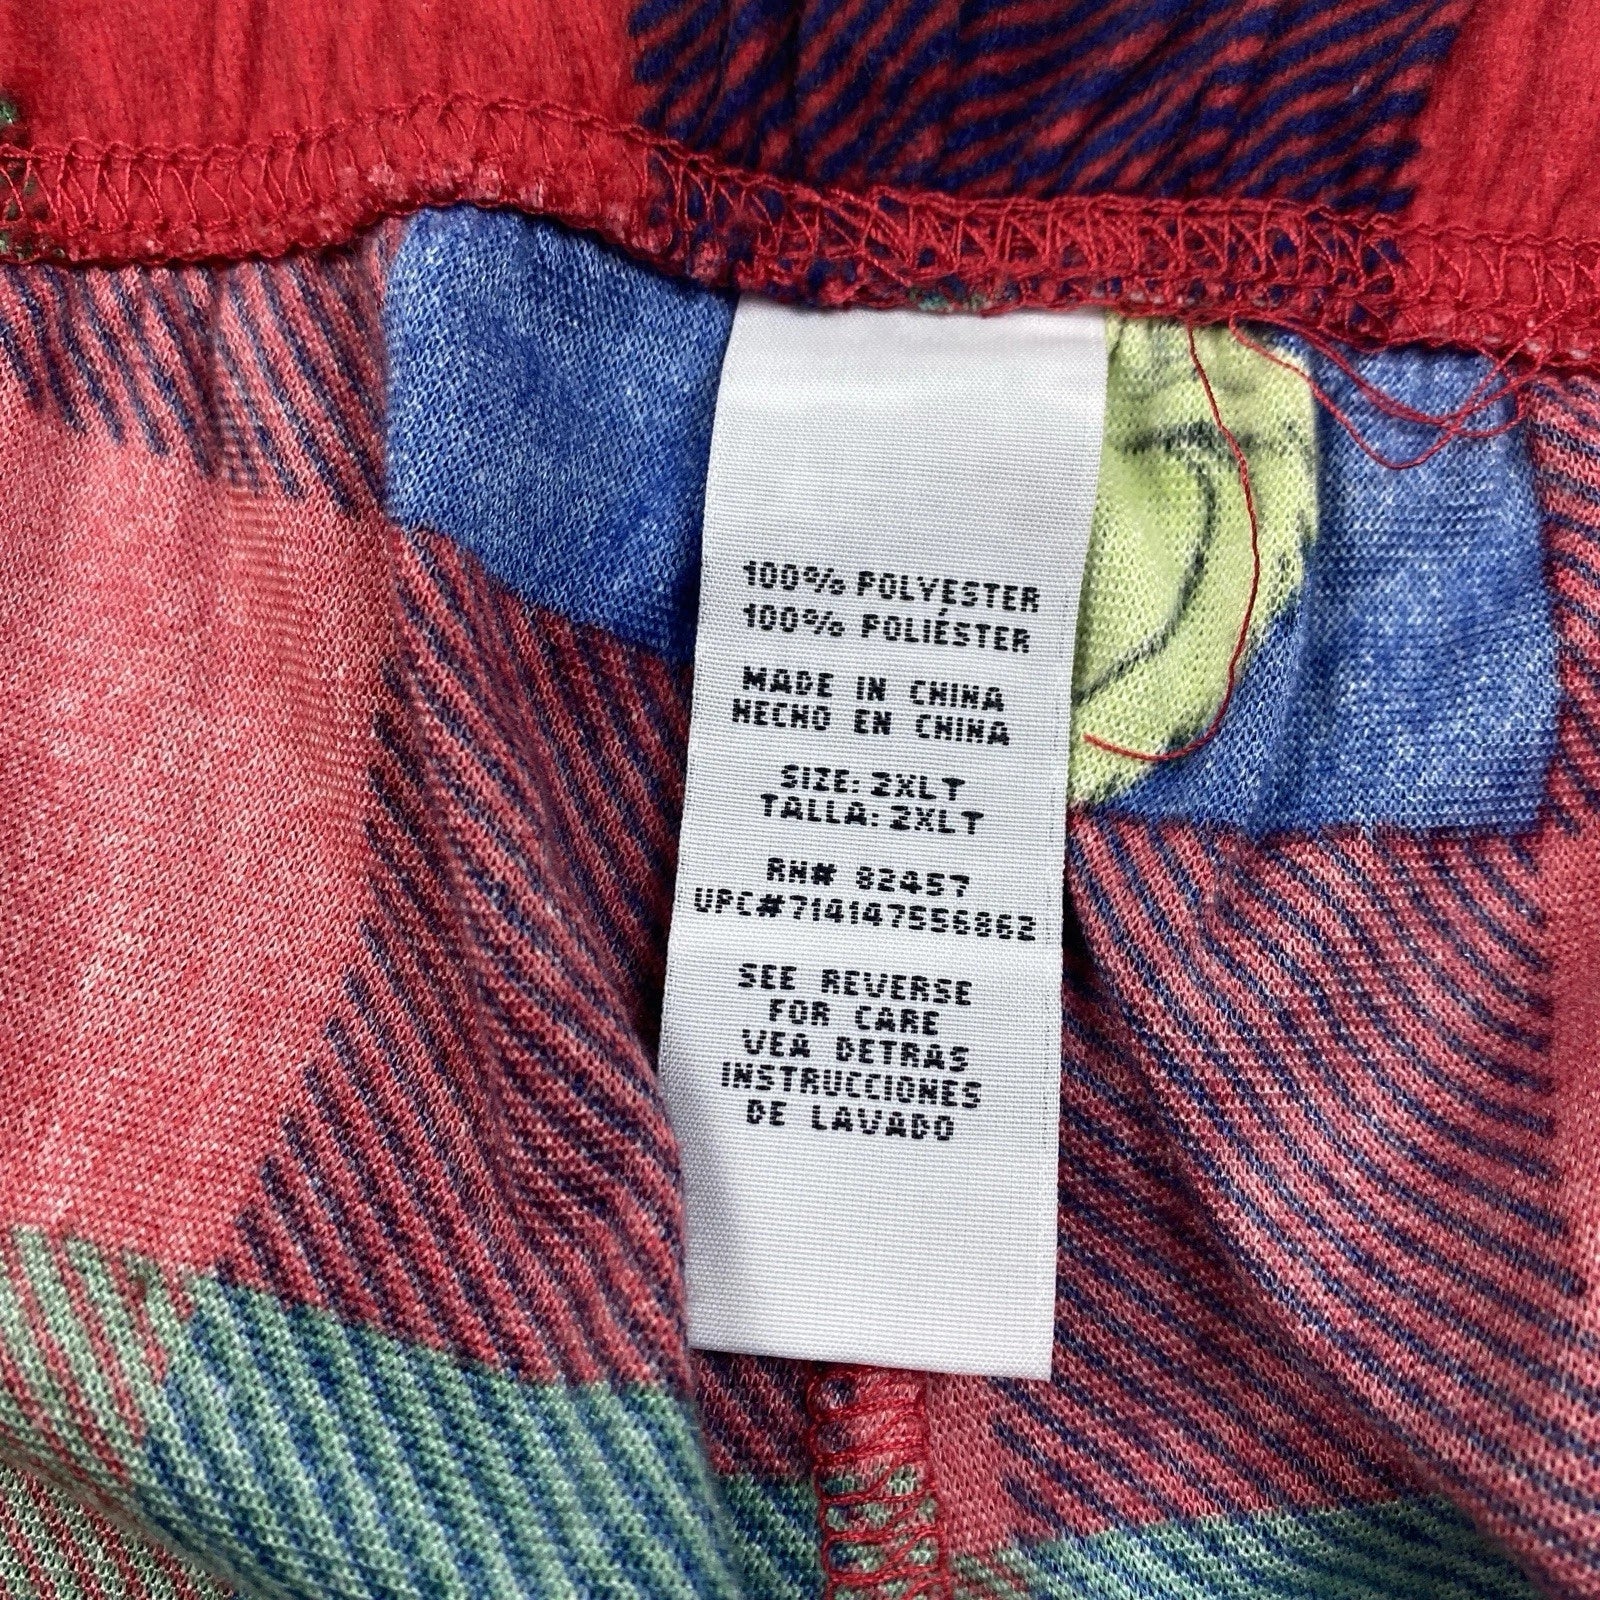 100% POLYESTER
100% POLIÉSTER
MADE IN CHINA
HECHO EN CHINA
SIZE: 2XLT
TALLA: 2XLT
RN# 82457
UPC#714147556862
SEE REVERSE
FOR CARE
VEA DETRÁS
INSTRUCCIONES
DE LAVADO